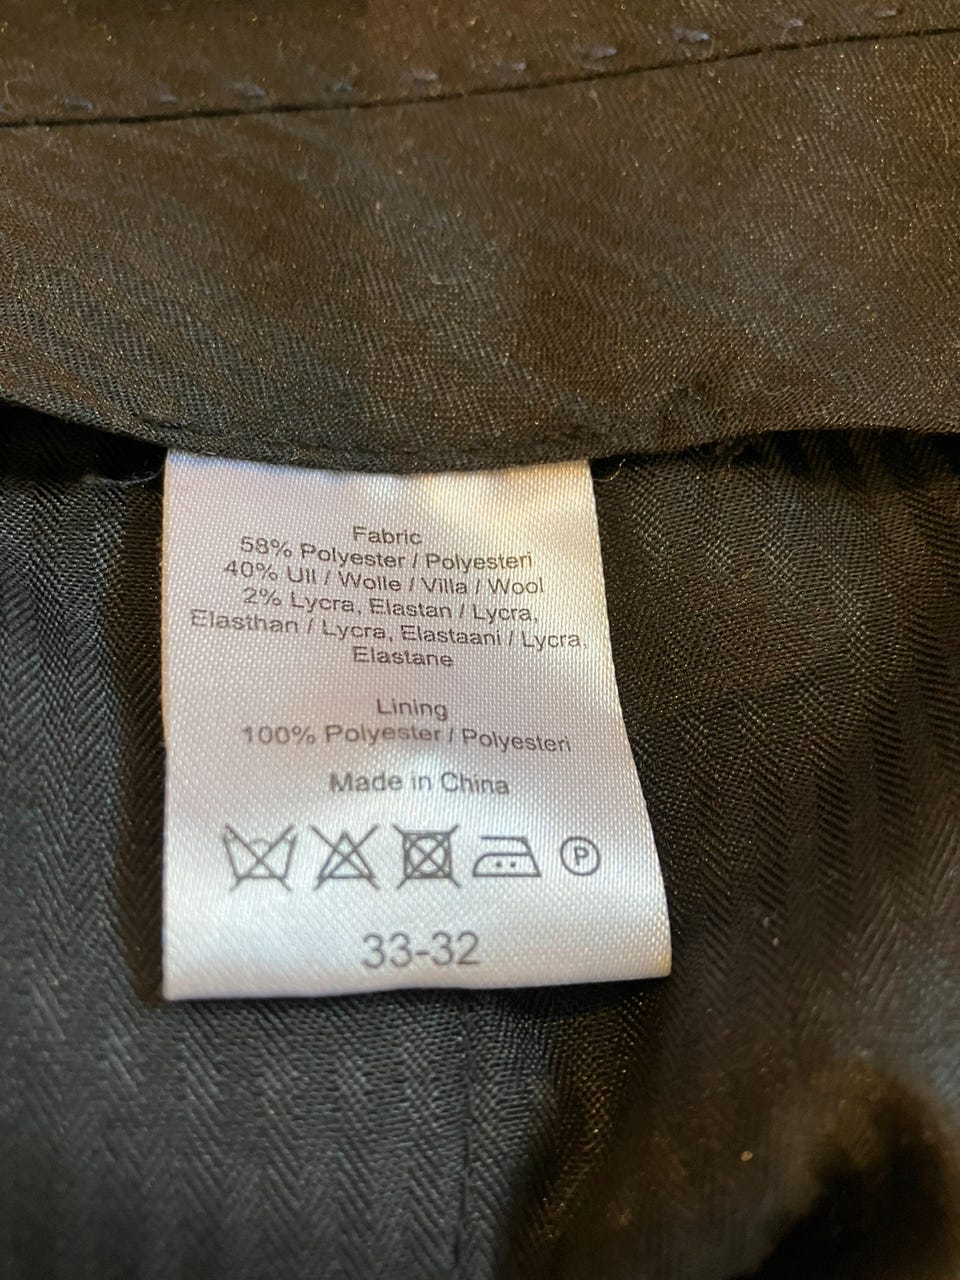 Fabric
58% Polyester / Polyesteri
40% Ull / Wolle / Villa / Wool
2% Lycra, Elastan / Lycra,
Elasthan / Lycra, Elastaani / Lycra,
Elastane
Lining
100% Polyester / Polyesteri
Made in China
P
33-32